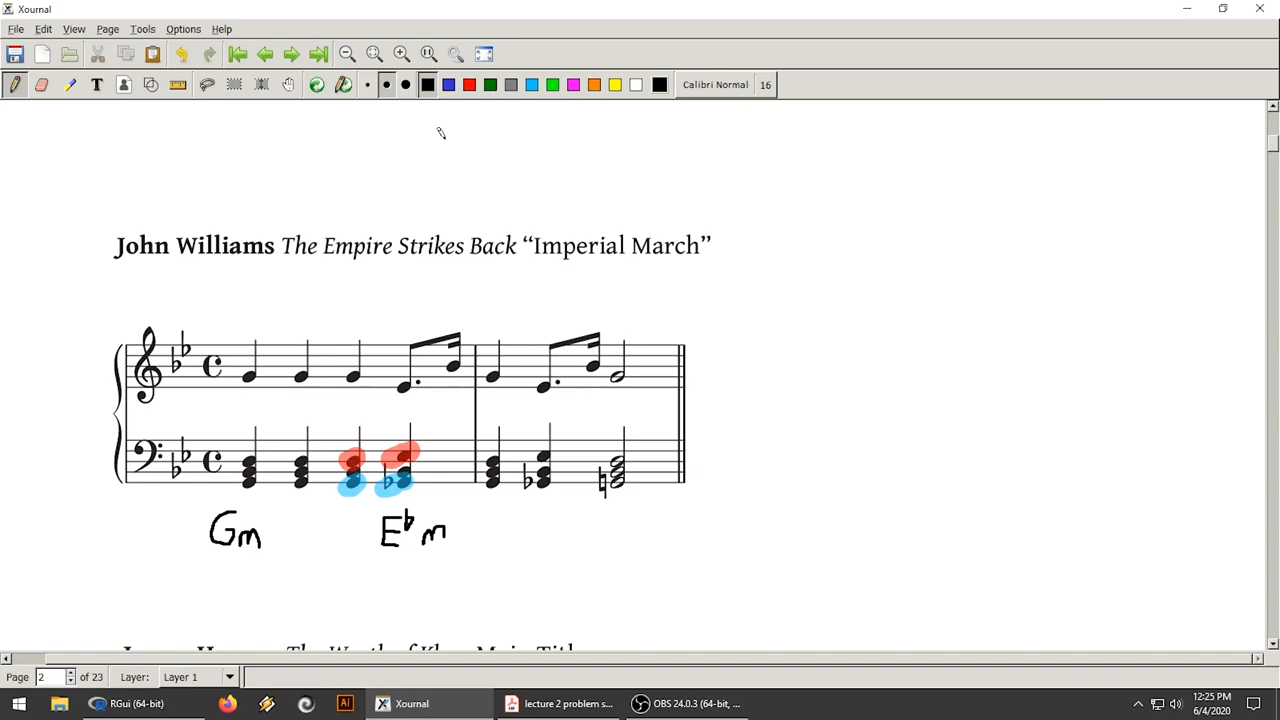 Xournal
File Edit View Page Tools Options Help
Calibri Normal 16
John Williams The Empire Strikes Back “Imperial March”
Gm E♭m
Page 2 of 23 Layer: Layer 1
RGui (64-bit) Xournal lecture 2 problem s... OBS 24.0.3 (64-bit, ... 12:25 PM
6/4/2020